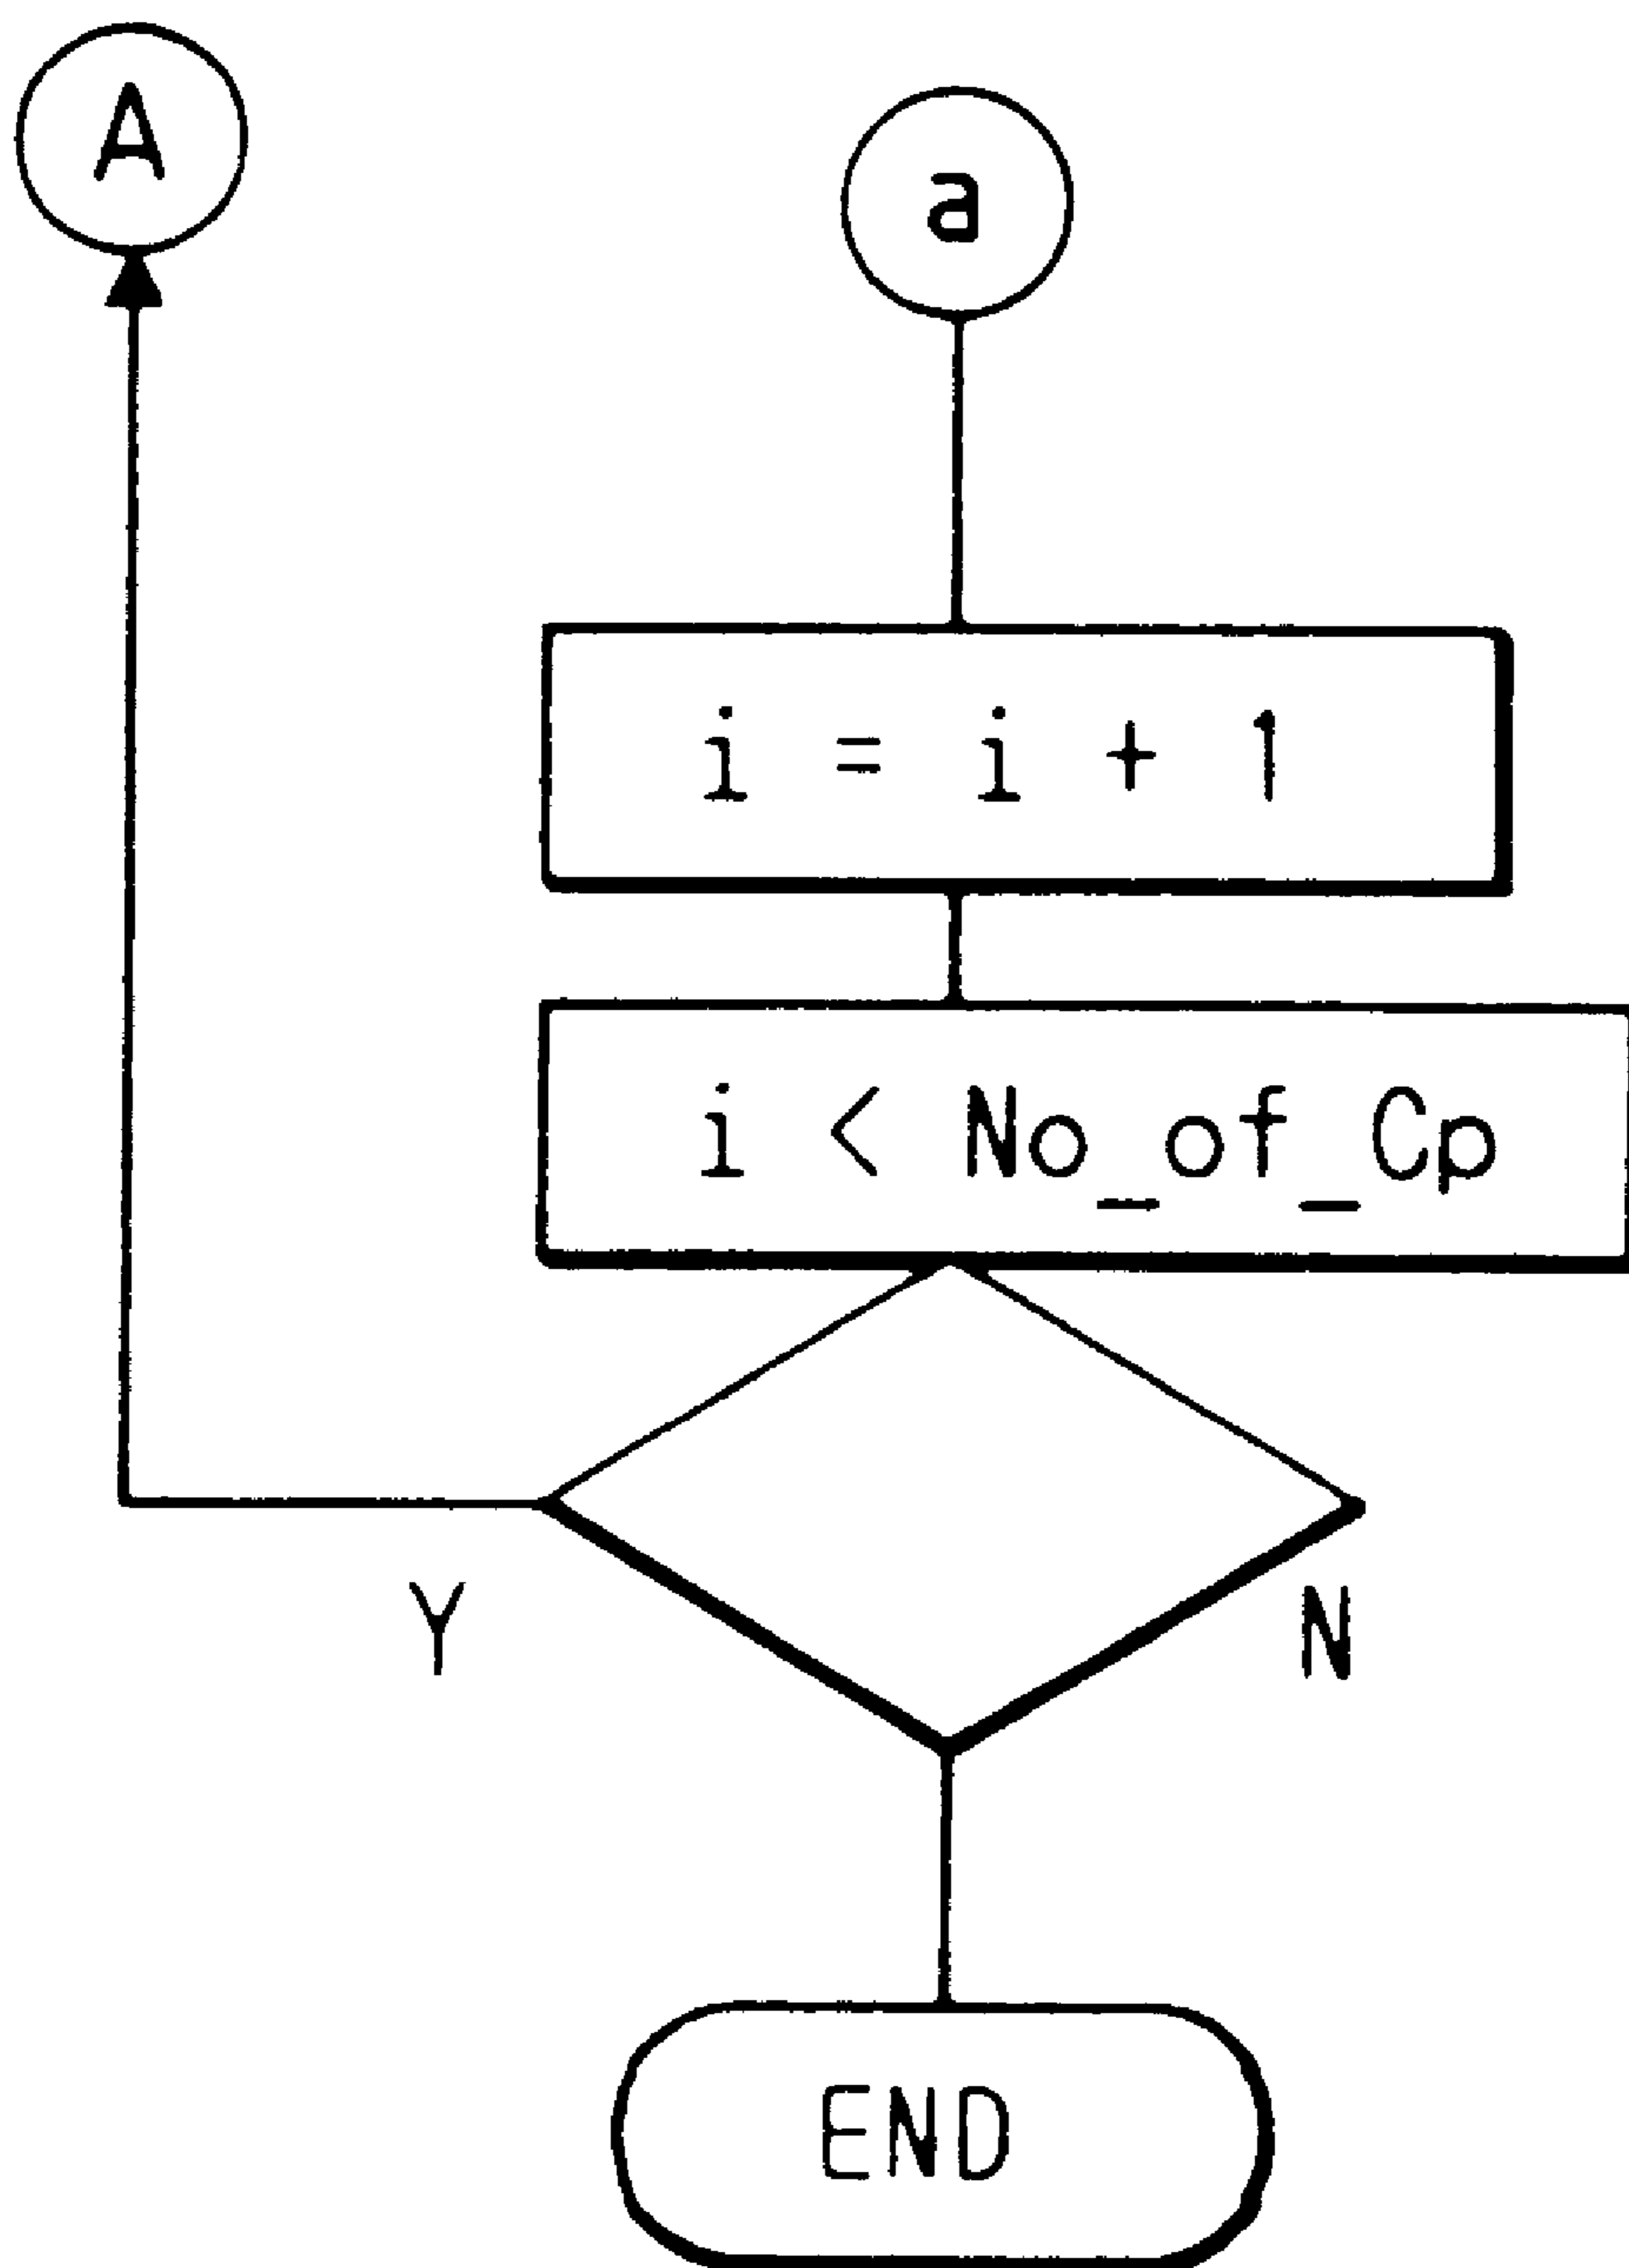 A
a
i = i + 1
i < No_of_Cp
Y
N
END